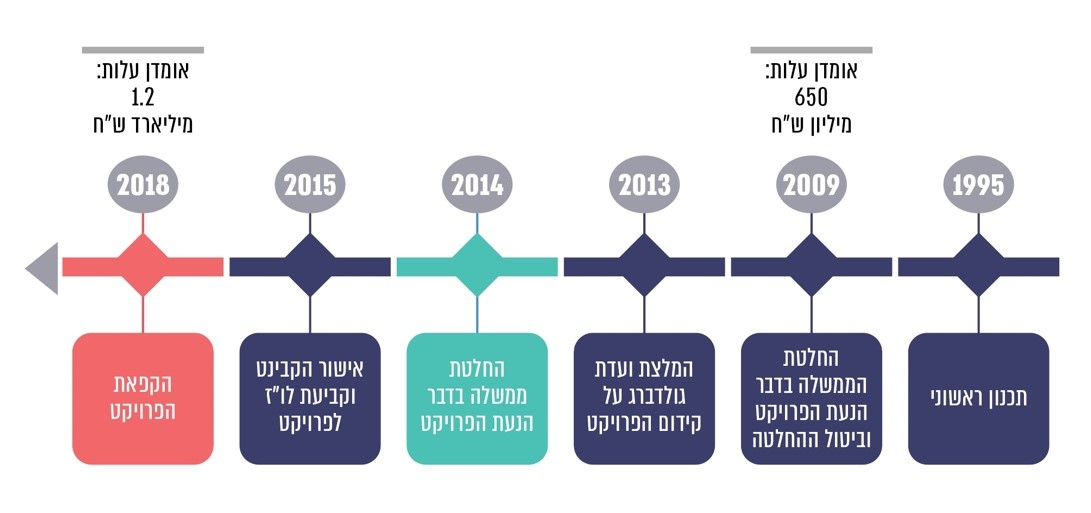 1995
תכנון ראשוני
אומדן עלות:
650
מיליון ש"ח
2009
החלטת
הממשלה בדבר
הנעת הפרויקט
וביטול ההחלטה
2013
המלצת ועדת
גולדברג על
קידום הפרויקט
2014
החלטת
ממשלה בדבר
הנעת הפרויקט
2015
אישור הקבינט
וקביעת לו"ז
לפרויקט
אומדן עלות:
1.2
מיליארד ש"ח
2018
הקפאת
הפרויקט